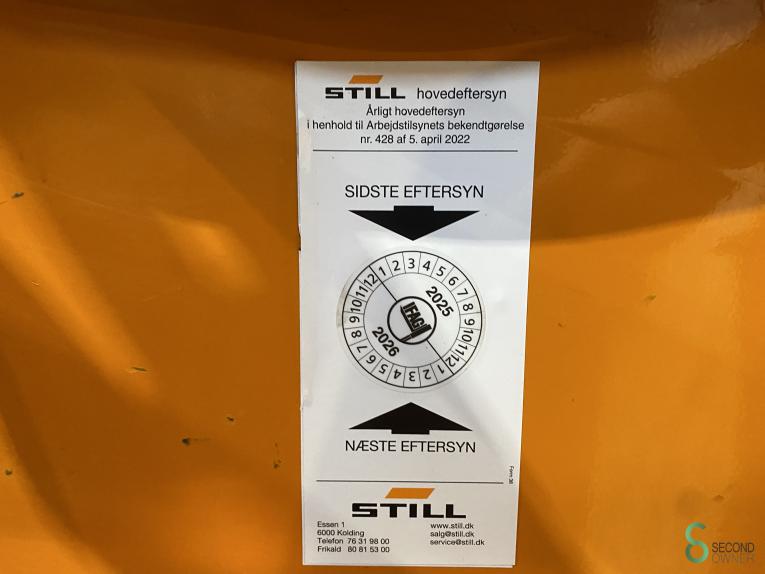 STILL hovedeftersyn
Årligt hovedeftersyn
i henhold til Arbejdstilsynets bekendtgørelse
nr. 428 af 5. april 2022
SIDSTE EFTERSYN
1 2 3 4 5 6 7 8 9 10 11 12
2025
IFAG
2026
1 2 3 4 5 6 7 8 9 10 11 12
NÆSTE EFTERSYN
Form 38
STILL
Essen 1
6000 Kolding
Telefon 76 31 98 00
Frikald 80 81 53 00
www.still.dk
salg@still.dk
service@still.dk
SECOND
OWNER